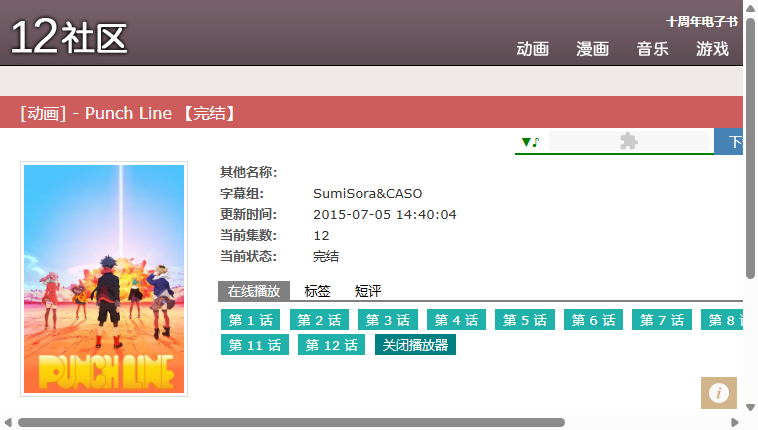 12社区
十周年电子书
动画 漫画 音乐 游戏
[动画] - Punch Line 【完结】
▼♪
PUNCH LINE
其他名称:
字幕组: SumiSora&CASO
更新时间: 2015-07-05 14:40:04
当前集数: 12
当前状态: 完结
在线播放 标签 短评
第 1 话 第 2 话 第 3 话 第 4 话 第 5 话 第 6 话 第 7 话 第 8
第 11 话 第 12 话 关闭播放器
i